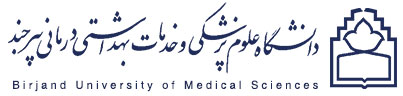 دانشگاه علوم پزشکی و خدمات بهداشتی درمانی بیرجند
Birjand University of Medical Sciences